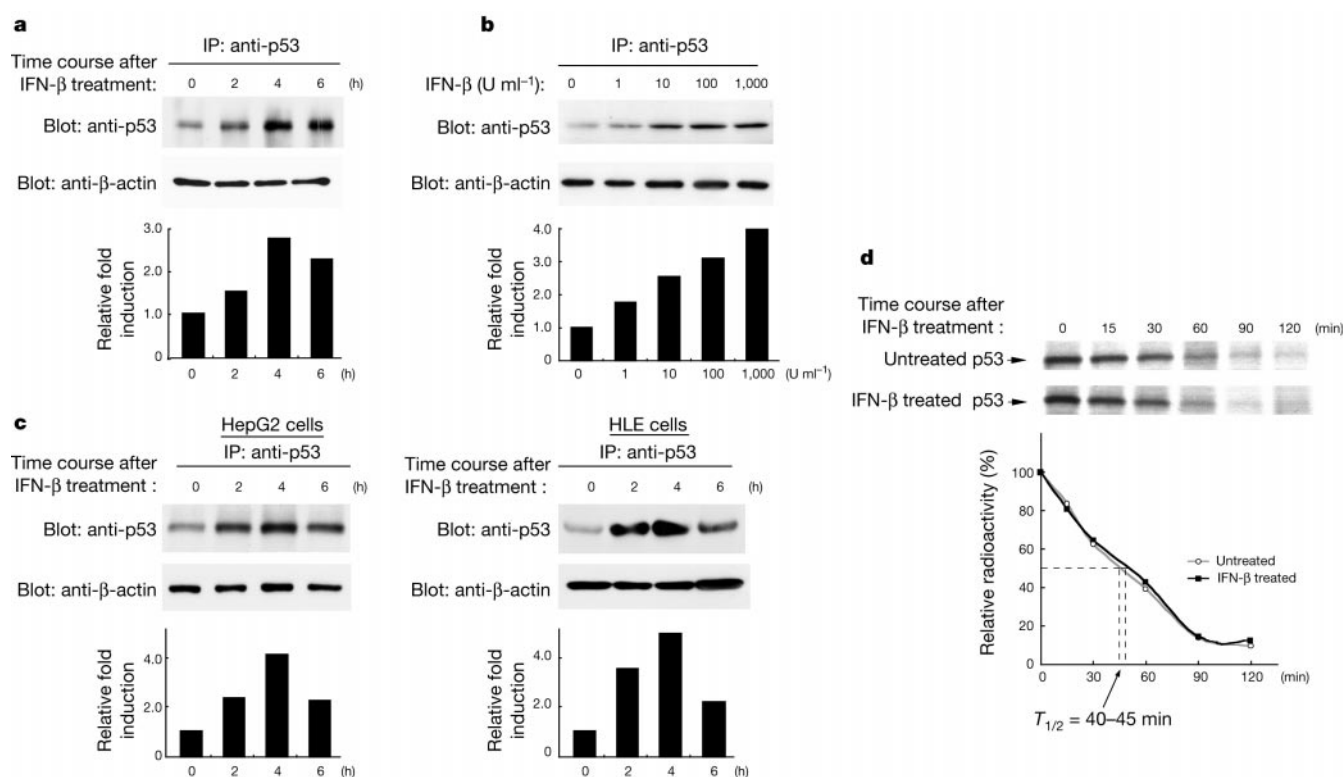 a
IP: anti-p53
Time course after
IFN-β treatment: 0 2 4 6 (h)
Blot: anti-p53
Blot: anti-β-actin
Relative fold
induction
3.0
2.0
1.0
0 2 4 6 (h)
b
IP: anti-p53
IFN-β (U ml⁻¹): 0 1 10 100 1,000
Blot: anti-p53
Blot: anti-β-actin
Relative fold
induction
4.0
3.0
2.0
1.0
0 1 10 100 1,000 (U ml⁻¹)
c
HepG2 cells
IP: anti-p53
Time course after
IFN-β treatment : 0 2 4 6 (h)
Blot: anti-p53
Blot: anti-β-actin
Relative fold
induction
4.0
2.0
0
0 2 4 6 (h)
HLE cells
IP: anti-p53
Time course after
IFN-β treatment : 0 2 4 6 (h)
Blot: anti-p53
Blot: anti-β-actin
Relative fold
induction
4.0
2.0
0
0 2 4 6 (h)
d
Time course after
IFN-β treatment : 0 15 30 60 90 120 (min)
Untreated p53
IFN-β treated p53
Relative radioactivity (%)
100
80
60
40
20
0
0 30 60 90 120 (min)
Untreated
IFN-β treated
T1/2 = 40–45 min